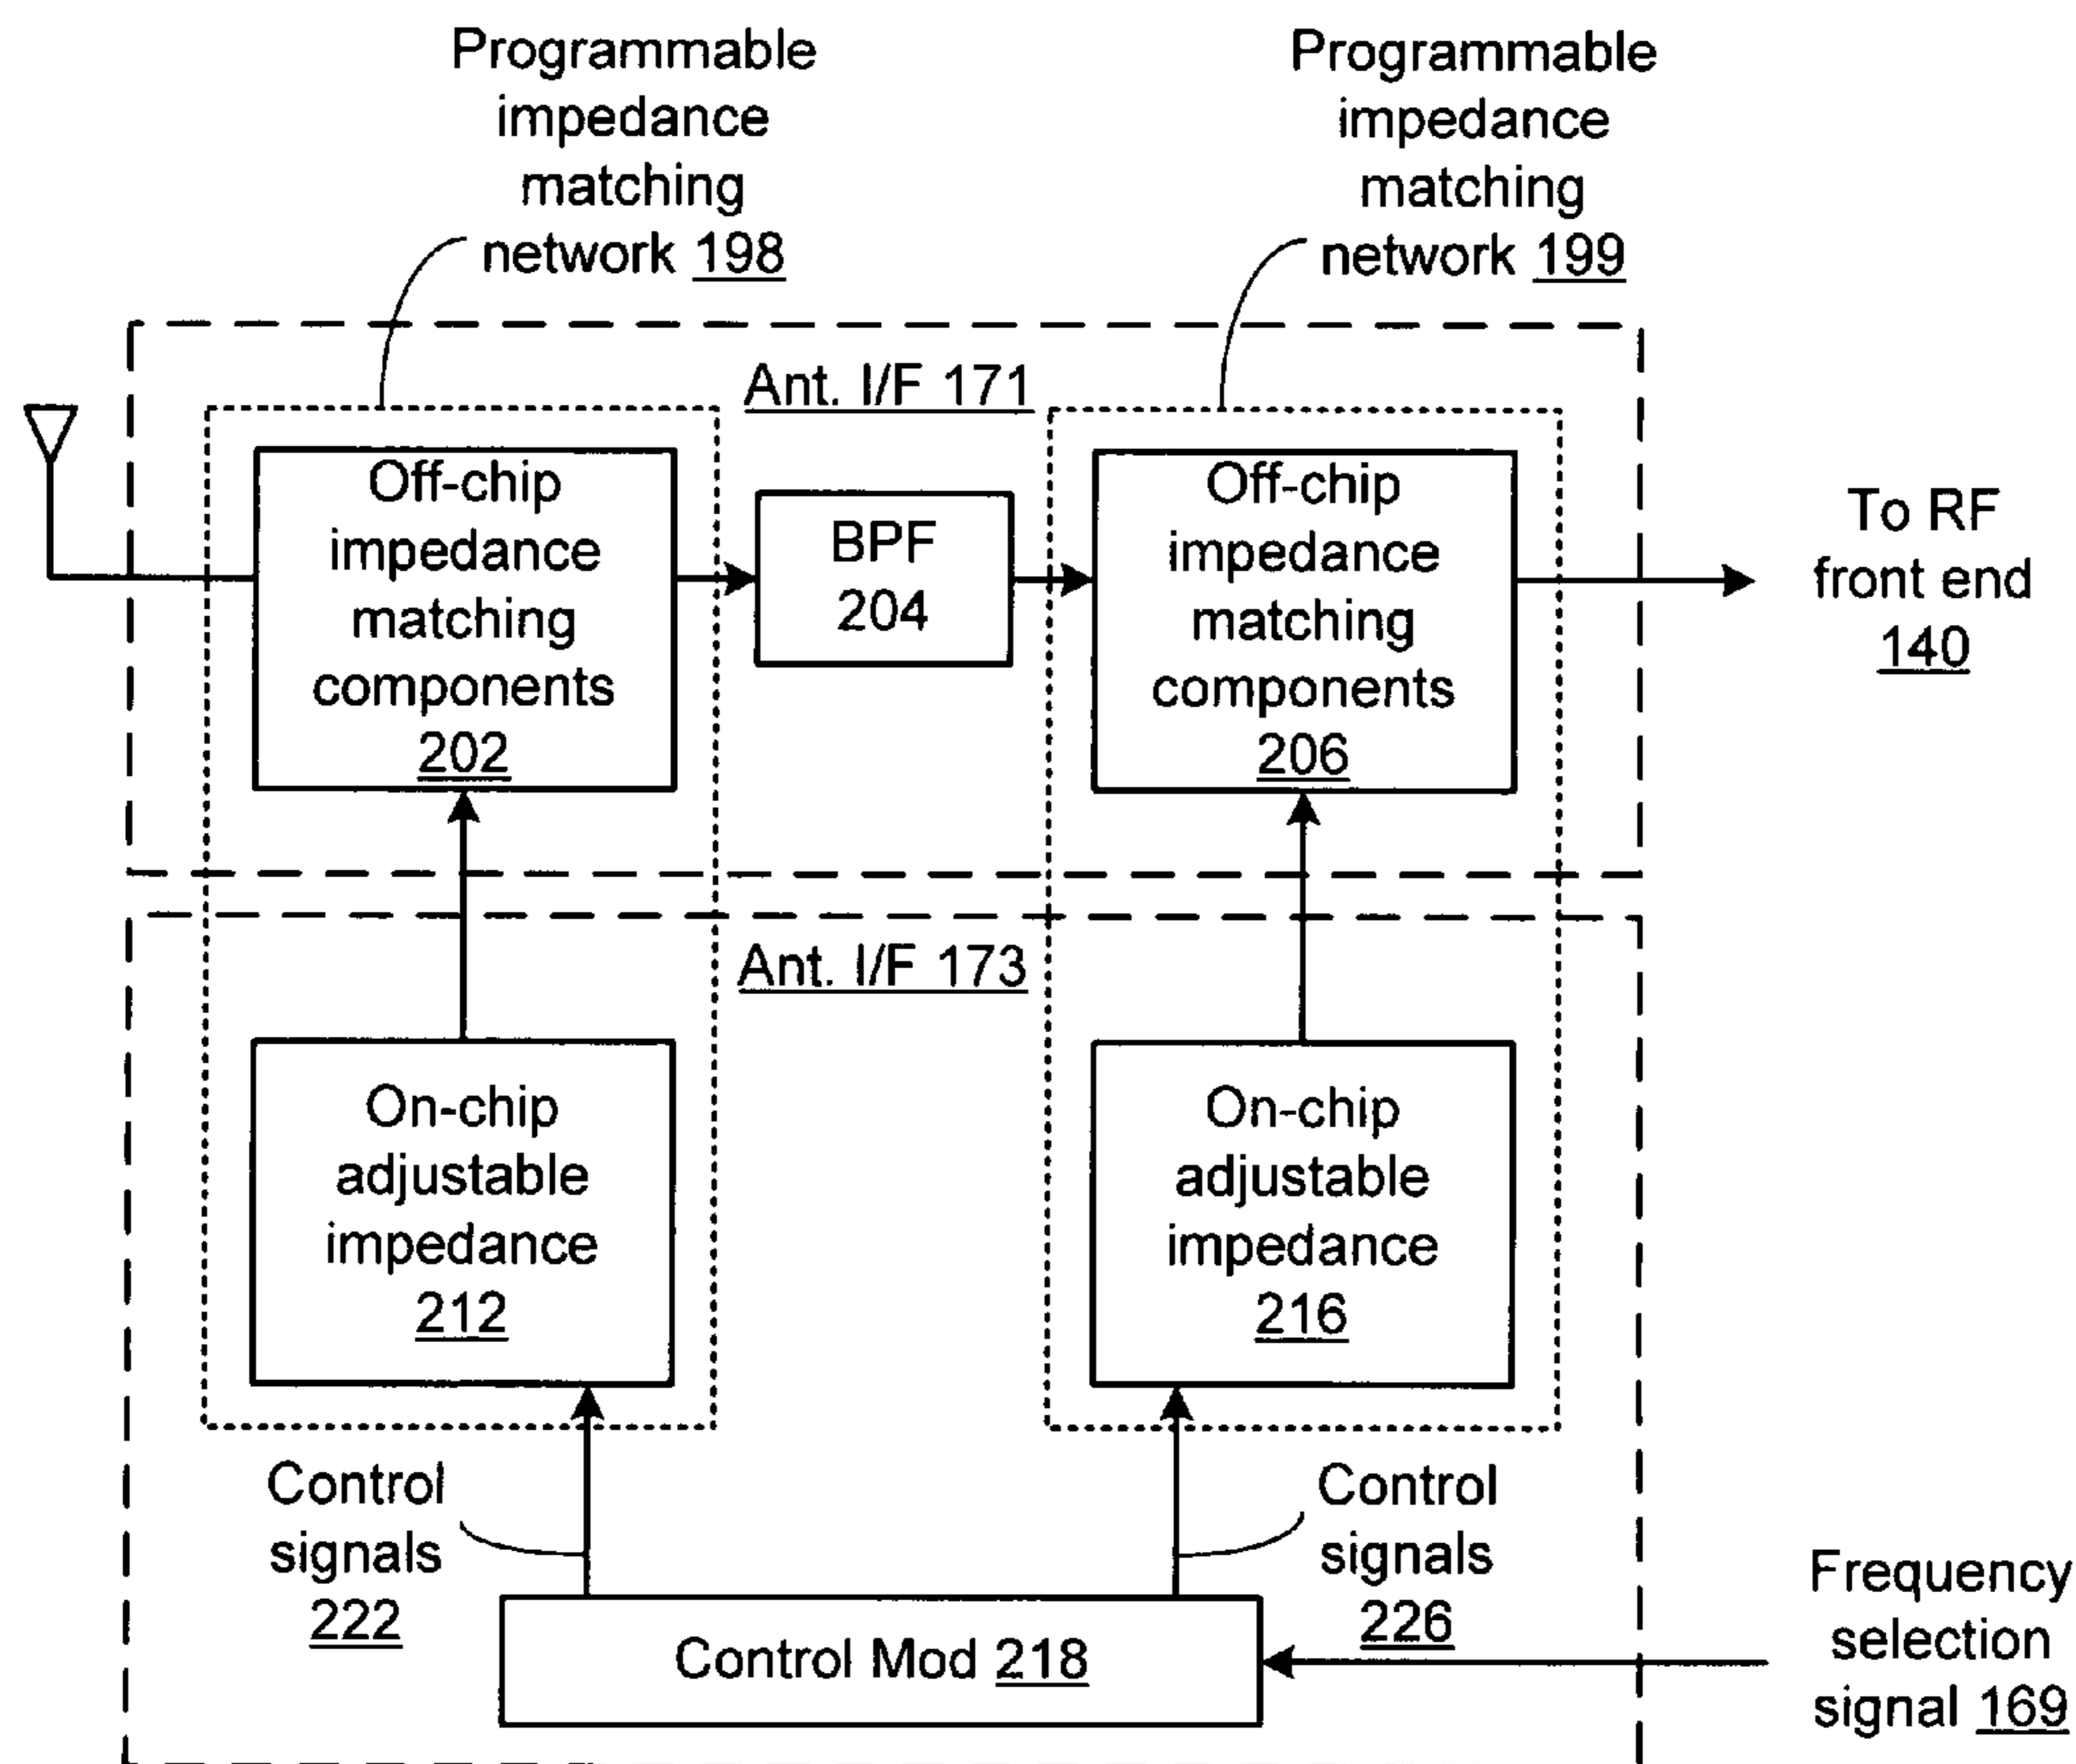 Programmable
impedance
matching
network 198
Programmable
impedance
matching
network 199
Ant. I/F 171
Off-chip
impedance
matching
components
202
BPF
204
Off-chip
impedance
matching
components
206
To RF
front end
140
Ant. I/F 173
On-chip
adjustable
impedance
212
On-chip
adjustable
impedance
216
Control
signals
222
Control
signals
226
Control Mod 218
Frequency
selection
signal 169